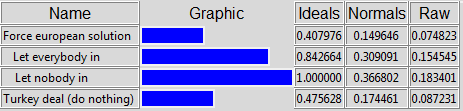 Name Graphic Ideals Normals Raw
Force european solution 0.407976 0.149646 0.074823
Let everybody in 0.842664 0.309091 0.154545
Let nobody in 1.000000 0.366802 0.183401
Turkey deal (do nothing) 0.475628 0.174461 0.087231